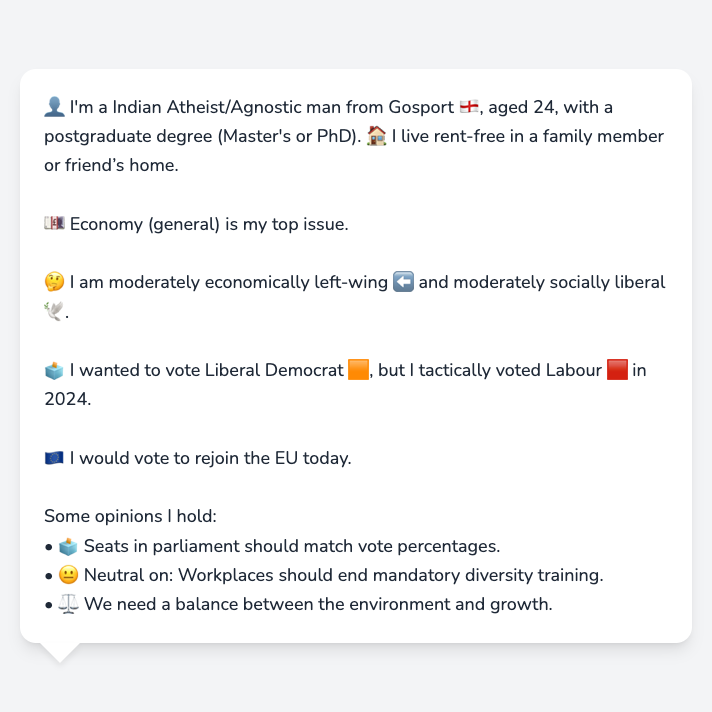 👤 I'm a Indian Atheist/Agnostic man from Gosport 🏴󠁧󠁢󠁥󠁮󠁧󠁿, aged 24, with a
postgraduate degree (Master's or PhD). 🏠 I live rent-free in a family member
or friend’s home.
💷 Economy (general) is my top issue.
🤔 I am moderately economically left-wing ⬅️ and moderately socially liberal
🕊️.
🗳️ I wanted to vote Liberal Democrat 🟧, but I tactically voted Labour 🟥 in
2024.
🇪🇺 I would vote to rejoin the EU today.
Some opinions I hold:
• 🗳️ Seats in parliament should match vote percentages.
• 😐 Neutral on: Workplaces should end mandatory diversity training.
• ⚖️ We need a balance between the environment and growth.